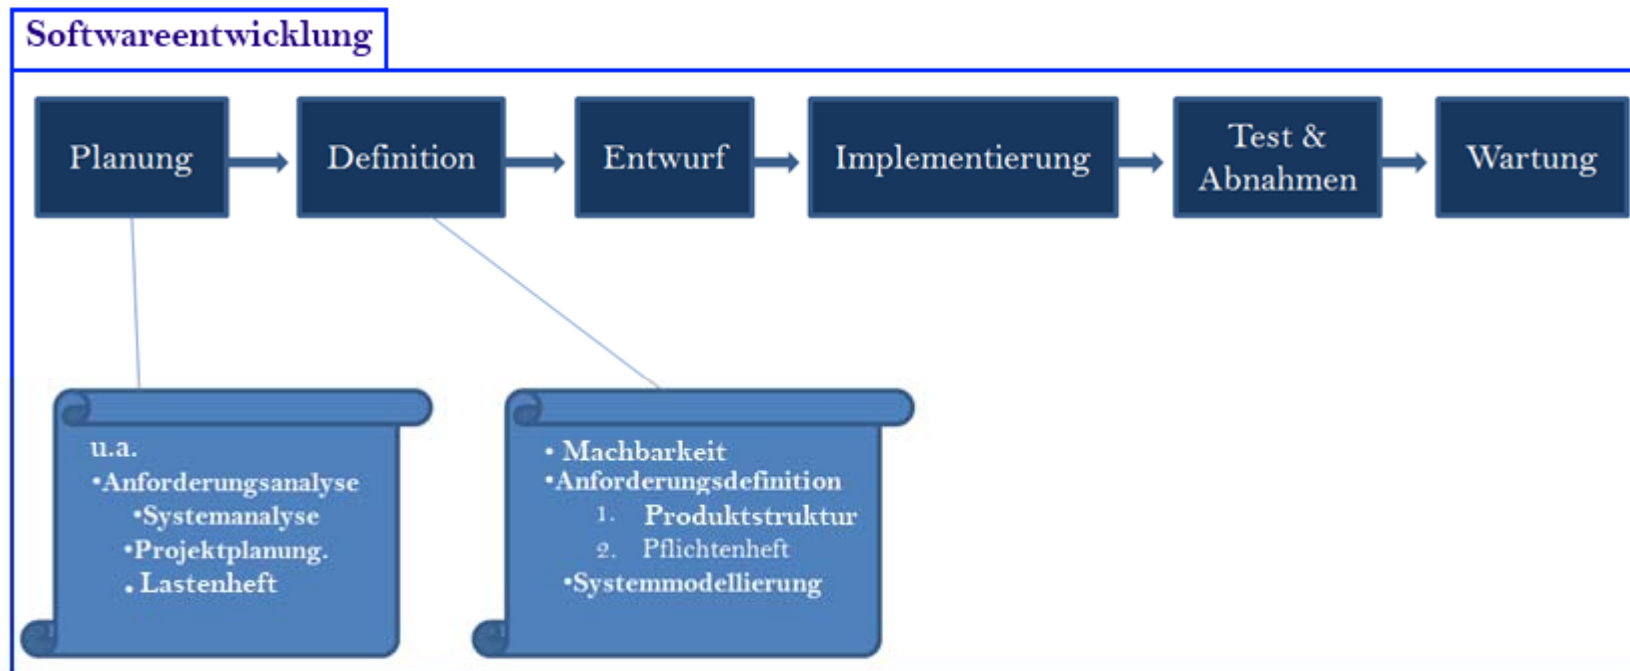 Softwareentwicklung
Planung
Definition
Entwurf
Implementierung
Test &
Abnahmen
Wartung
u.a.
•Anforderungsanalyse
•Systemanalyse
•Projektplanung.
. Lastenheft
• Machbarkeit
•Anforderungsdefinition
1. Produktstruktur
2. Pflichtenheft
•Systemmodellierung